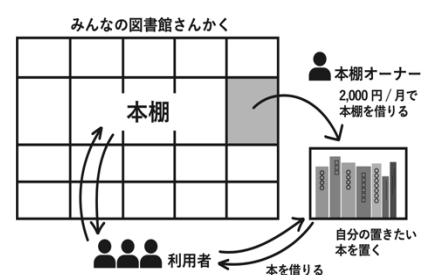 みんなの図書館さんかく
本棚
本棚オーナー
2,000円/月で
本棚を借りる
自分の置きたい
本を置く
利用者
本を借りる